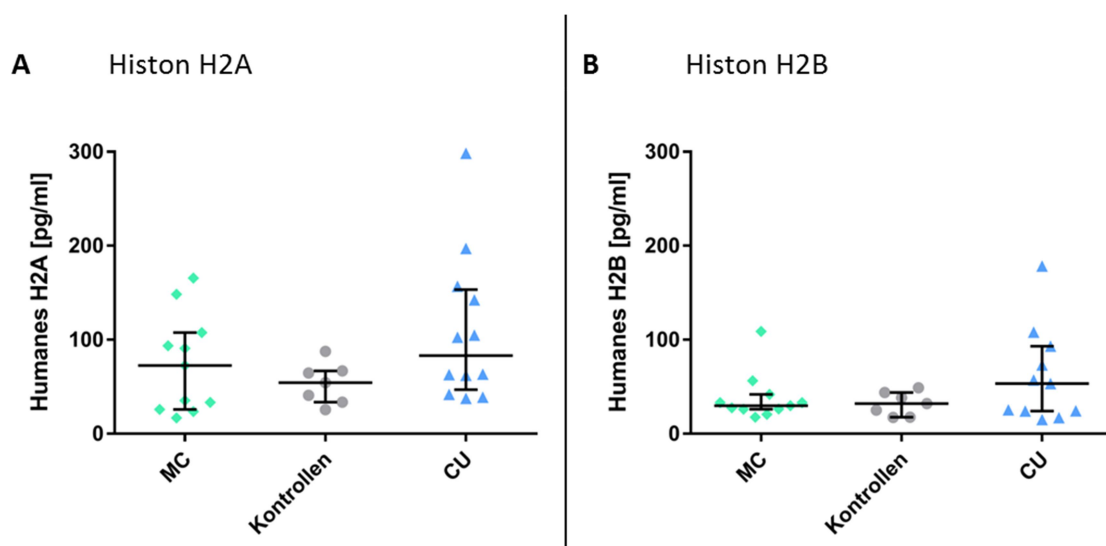 A Histon H2A
Humanes H2A [pg/ml]
300
200
100
0
MC
Kontrollen
CU
B Histon H2B
Humanes H2B [pg/ml]
300
200
100
0
MC
Kontrollen
CU